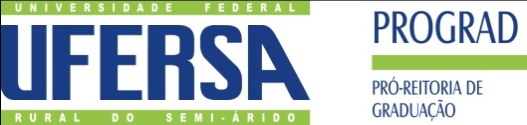 UNIVERSIDADE FEDERAL
UFERSA
RURAL DO SEMI-ÁRIDO
PROGRAD
PRÓ-REITORIA DE
GRADUAÇÃO